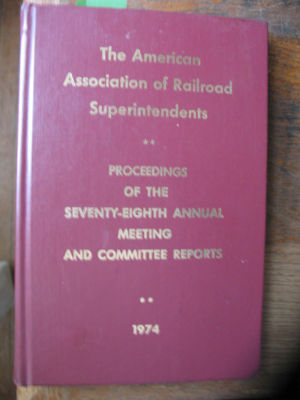 The American
Association of Railroad
Superintendents
**
PROCEEDINGS
OF THE
SEVENTY-EIGHTH ANNUAL
MEETING
AND COMMITTEE REPORTS
**
1974